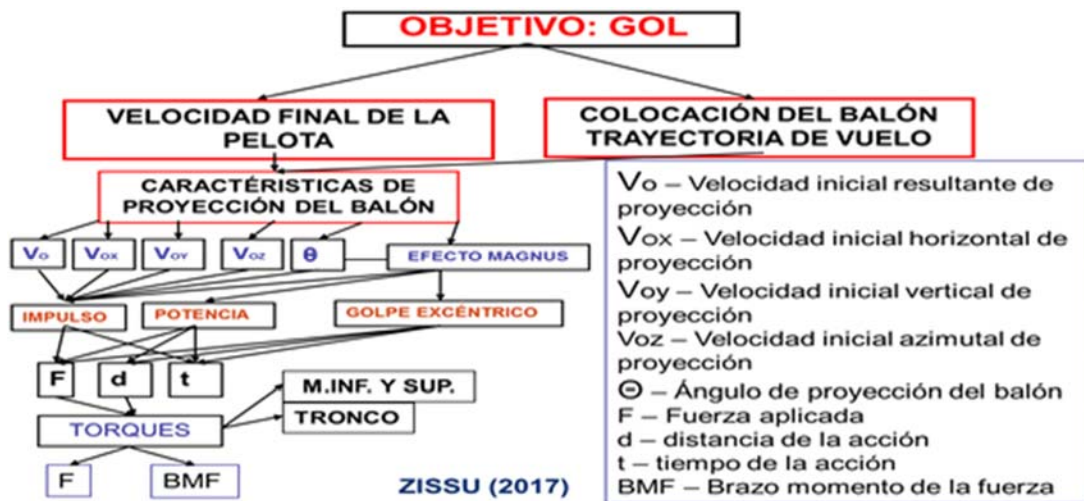 OBJETIVO: GOL
VELOCIDAD FINAL DE LA
PELOTA
COLOCACIÓN DEL BALÓN
TRAYECTORIA DE VUELO
CARACTÉRISTICAS DE
PROYECCIÓN DEL BALÓN
Vo Vox Voy Voz Θ EFECTO MAGNUS
IMPULSO POTENCIA GOLPE EXCÉNTRICO
F d t
M.INF. Y SUP.
TRONCO
TORQUES
F BMF
ZISSU (2017)
Vo – Velocidad inicial resultante de
proyección
Vox – Velocidad inicial horizontal de
proyección
Voy – Velocidad inicial vertical de
proyección
Voz – Velocidad inicial azimutal de
proyección
Θ – Ángulo de proyección del balón
F – Fuerza aplicada
d – distancia de la acción
t – tiempo de la acción
BMF – Brazo momento de la fuerza